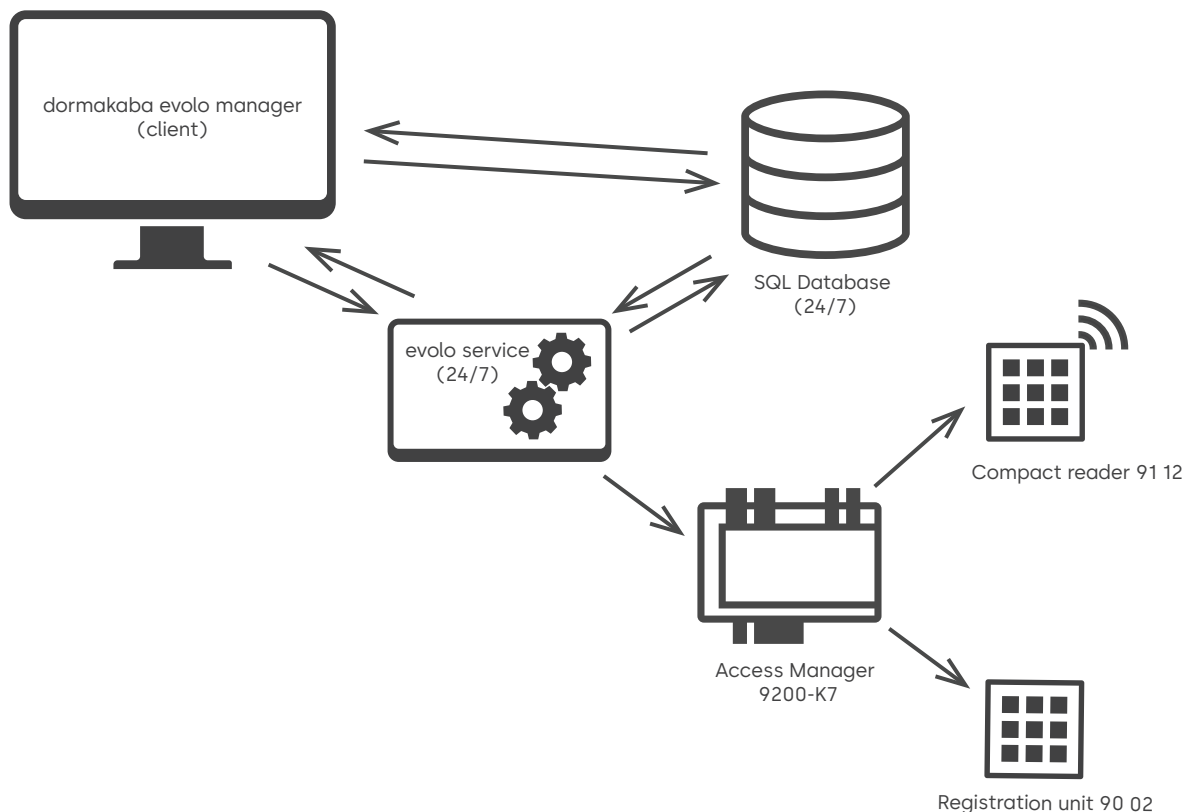 dormakaba evolo manager
(client)
SQL Database
(24/7)
evolo service
(24/7)
Compact reader 91 12
Access Manager
9200-K7
Registration unit 90 02